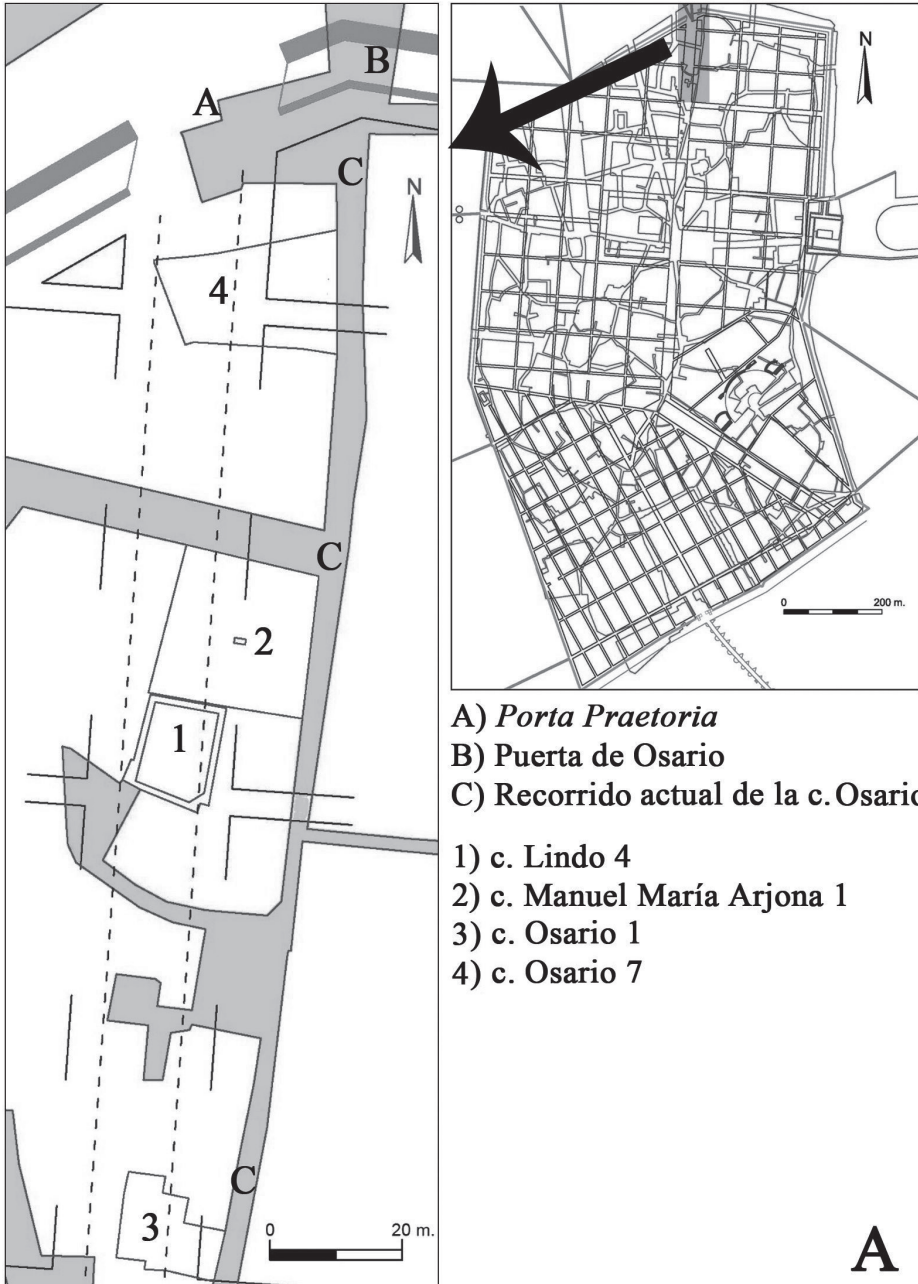 B
A
C
N
4
C
2
1
C
3
0 20 m.
N
0 200 m.
A) Porta Praetoria
B) Puerta de Osario
C) Recorrido actual de la c. Osario
1) c. Lindo 4
2) c. Manuel María Arjona 1
3) c. Osario 1
4) c. Osario 7
A